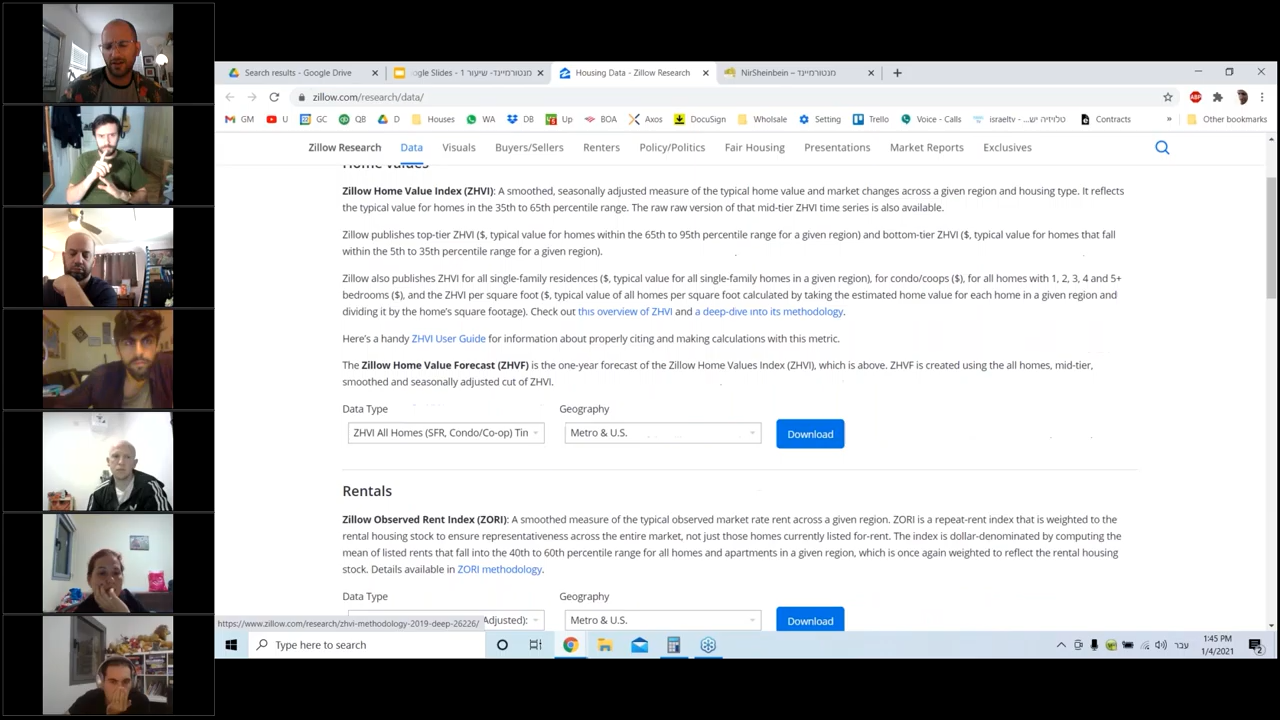 Search results - Google Drive
ogle Slides - מנטורמיינד- שיעור 1
Housing Data - Zillow Research
NirSheinbein – מנטורמיינד
zillow.com/research/data/
ABP
GM U GC QB D Houses WA DB Up BOA Axos DocuSign Wholsale Setting Trello Voice - Calls israeltv - טלויזיה יש... Contracts » Other bookmarks
Zillow Research Data Visuals Buyers/Sellers Renters Policy/Politics Fair Housing Presentations Market Reports Exclusives
Home Values
Zillow Home Value Index (ZHVI): A smoothed, seasonally adjusted measure of the typical home value and market changes across a given region and housing type. It reflects
the typical value for homes in the 35th to 65th percentile range. The raw raw version of that mid-tier ZHVI time series is also available.
Zillow publishes top-tier ZHVI ($, typical value for homes within the 65th to 95th percentile range for a given region) and bottom-tier ZHVI ($, typical value for homes that fall
within the 5th to 35th percentile range for a given region).
Zillow also publishes ZHVI for all single-family residences ($, typical value for all single-family homes in a given region), for condo/coops ($), for all homes with 1, 2, 3, 4 and 5+
bedrooms ($), and the ZHVI per square foot ($, typical value of all homes per square foot calculated by taking the estimated home value for each home in a given region and
dividing it by the home's square footage). Check out this overview of ZHVI and a deep-dive into its methodology.
Here's a handy ZHVI User Guide for information about properly citing and making calculations with this metric.
The Zillow Home Value Forecast (ZHVF) is the one-year forecast of the Zillow Home Values Index (ZHVI), which is above. ZHVF is created using the all homes, mid-tier,
smoothed and seasonally adjusted cut of ZHVI.
Data Type Geography
ZHVI All Homes (SFR, Condo/Co-op) Tin Metro & U.S. Download
Rentals
Zillow Observed Rent Index (ZORI): A smoothed measure of the typical observed market rate rent across a given region. ZORI is a repeat-rent index that is weighted to the
rental housing stock to ensure representativeness across the entire market, not just those homes currently listed for-rent. The index is dollar-denominated by computing the
mean of listed rents that fall into the 40th to 60th percentile range for all homes and apartments in a given region, which is once again weighted to reflect the rental housing
stock. Details available in ZORI methodology.
Data Type Geography
Adjusted): Metro & U.S. Download
https://www.zillow.com/research/zhvi-methodology-2019-deep-26226/
Type here to search
עבר
1:45 PM
1/4/2021
2